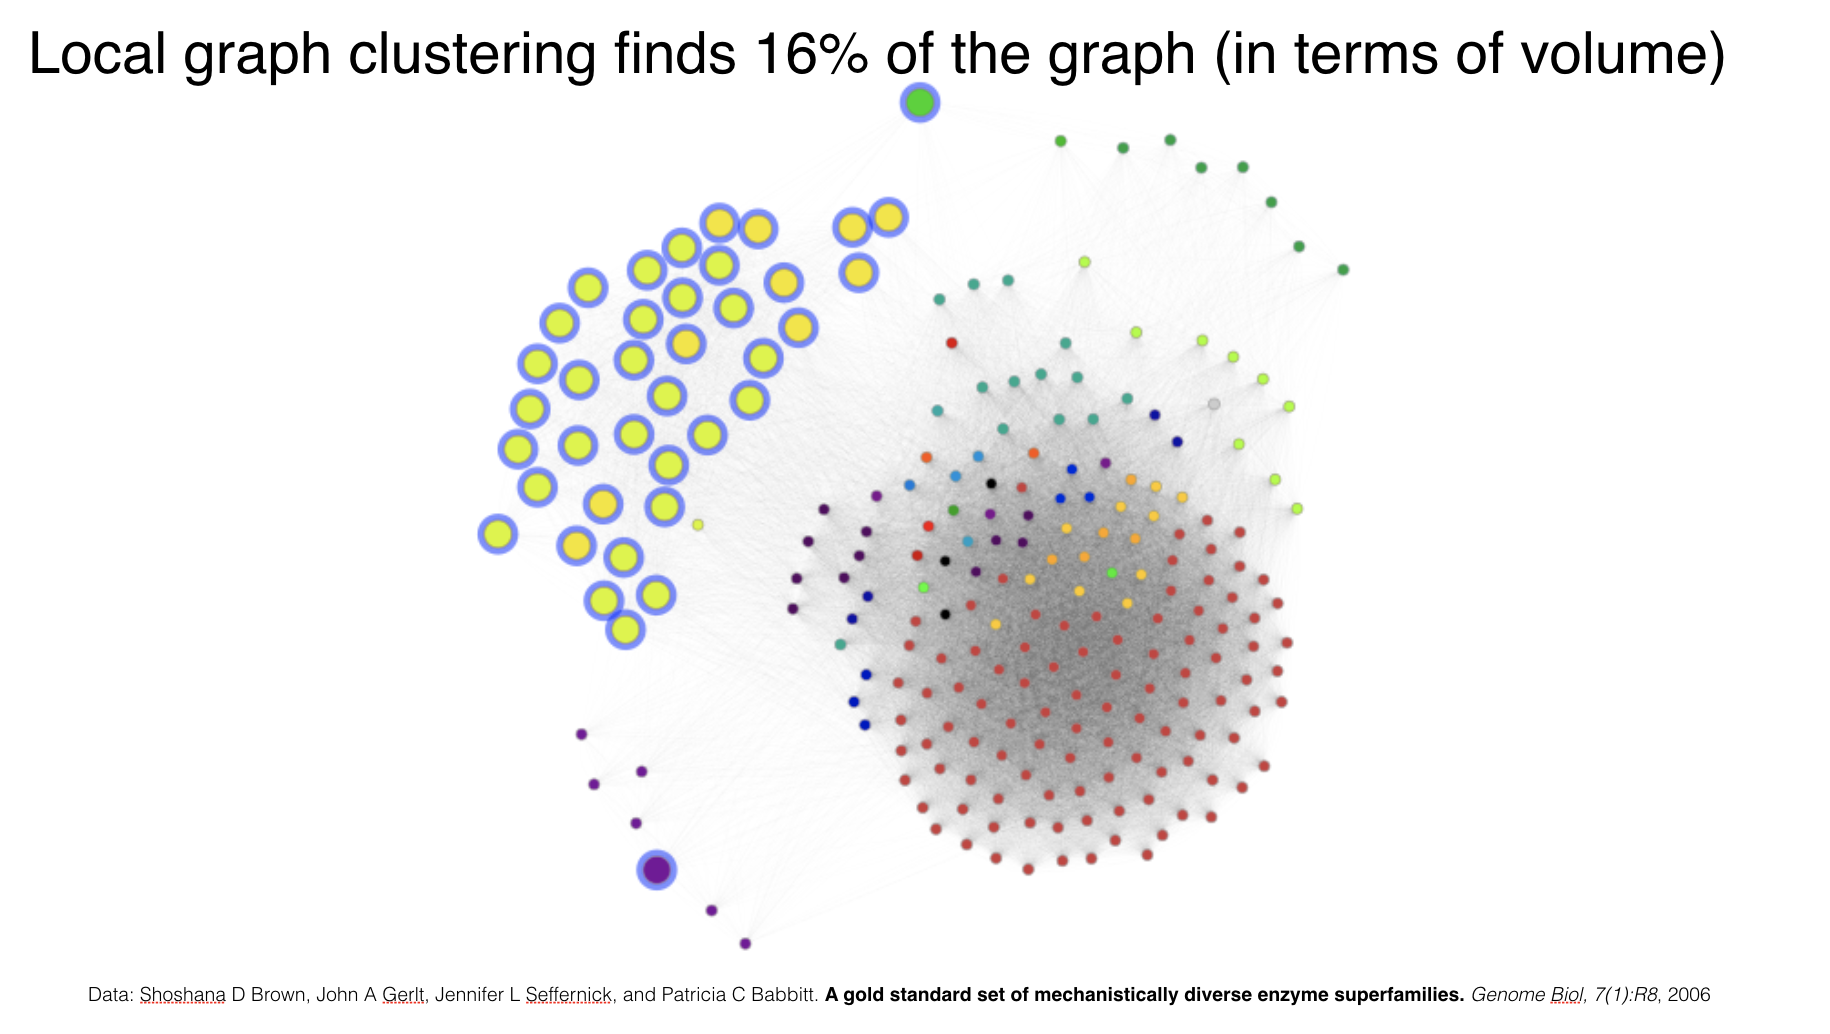 Local graph clustering finds 16% of the graph (in terms of volume)
Data: Shoshana D Brown, John A Gerlt, Jennifer L Seffernick, and Patricia C Babbitt. A gold standard set of mechanistically diverse enzyme superfamilies. Genome Biol, 7(1):R8, 2006